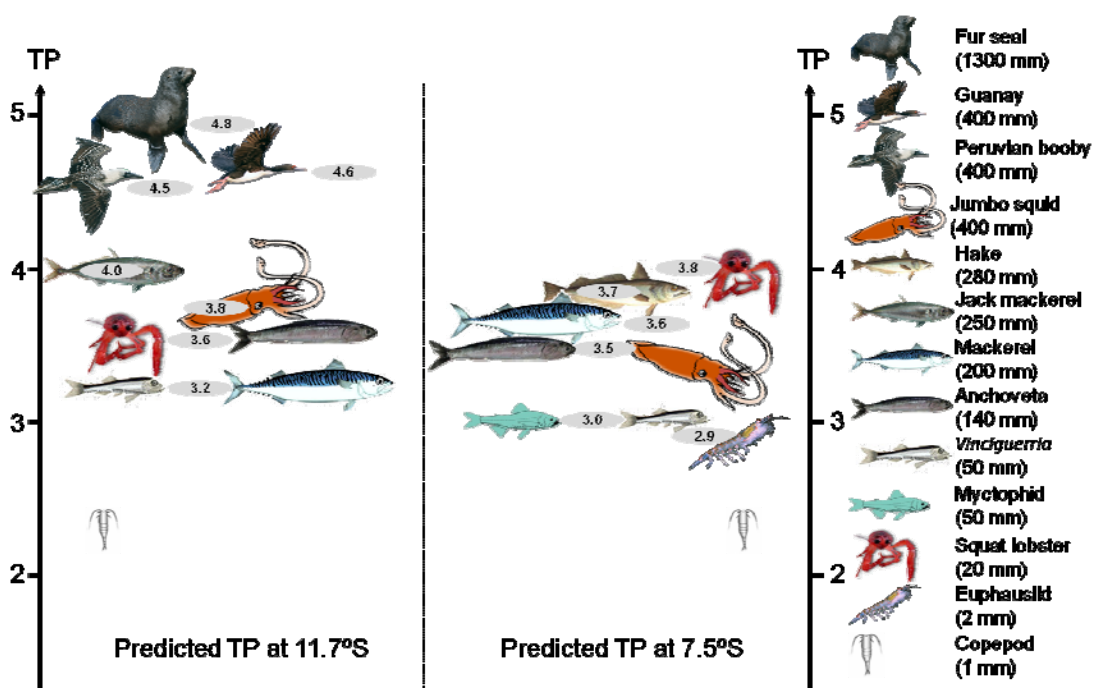 TP
5
4.8
4.6
4.5
4
4.0
3.8
3.6
3.2
3
2
Predicted TP at 11.7ºS
TP
5
4
3.8
3.7
3.6
3.5
3
3.0
2.9
2
Predicted TP at 7.5ºS
Fur seal
(1300 mm)
Guanay
(400 mm)
Peruvian booby
(400 mm)
Jumbo squid
(400 mm)
Hake
(280 mm)
Jack mackerel
(250 mm)
Mackerel
(200 mm)
Anchoveta
(140 mm)
Vinciguerria
(50 mm)
Myctophid
(50 mm)
Squat lobster
(20 mm)
Euphausiid
(2 mm)
Copepod
(1 mm)